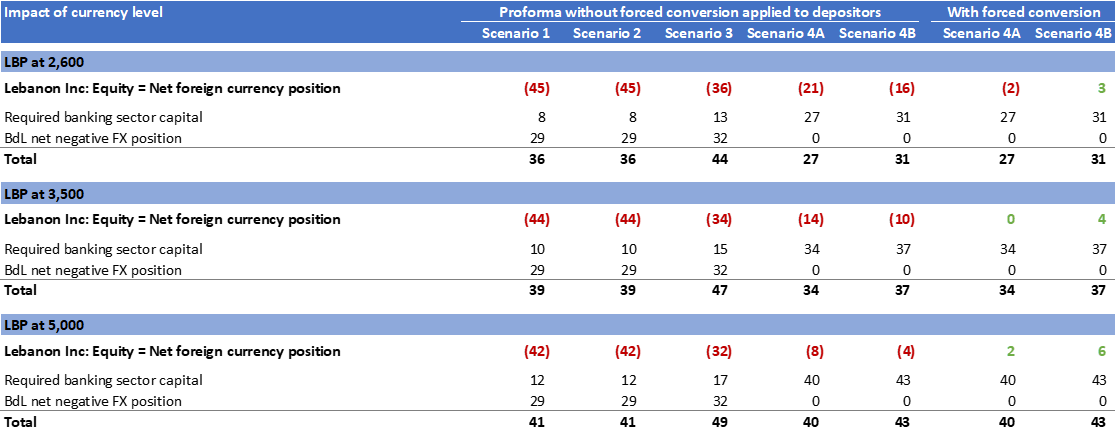 Impact of currency level Proforma without forced conversion applied to depositors With forced conversion
Scenario 1 Scenario 2 Scenario 3 Scenario 4A Scenario 4B Scenario 4A Scenario 4B
LBP at 2,600
Lebanon Inc: Equity = Net foreign currency position (45) (45) (36) (21) (16) (2) 3
Required banking sector capital 8 8 13 27 31 27 31
BdL net negative FX position 29 29 32 0 0 0 0
Total 36 36 44 27 31 27 31
LBP at 3,500
Lebanon Inc: Equity = Net foreign currency position (44) (44) (34) (14) (10) 0 4
Required banking sector capital 10 10 15 34 37 34 37
BdL net negative FX position 29 29 32 0 0 0 0
Total 39 39 47 34 37 34 37
LBP at 5,000
Lebanon Inc: Equity = Net foreign currency position (42) (42) (32) (8) (4) 2 6
Required banking sector capital 12 12 17 40 43 40 43
BdL net negative FX position 29 29 32 0 0 0 0
Total 41 41 49 40 43 40 43